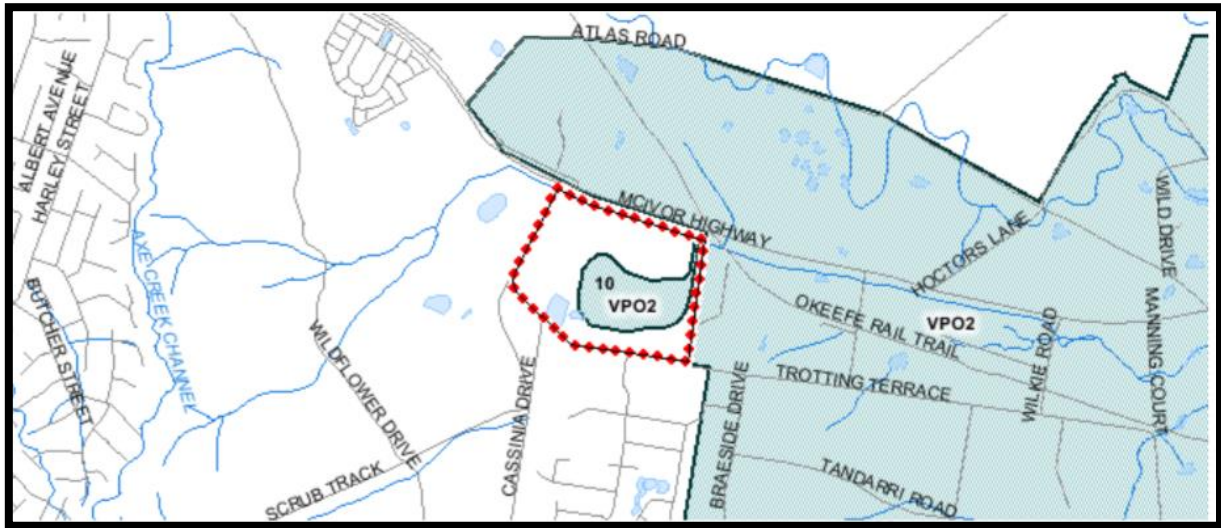 ATLAS ROAD
ALBERT AVENUE
HARLEY STREET
MCIVOR HIGHWAY
WILD DRIVE
HOCTORS LANE
AXE CREEK CHANNEL
10
VPO2
BUTCHER STREET
WILDFLOWER DRIVE
OKEEFE RAIL TRAIL
VPO2
WILKIE ROAD
MANNING COURT
CASSINIA DRIVE
TROTTING TERRACE
BRAESIDE DRIVE
SCRUB TRACK
TANDARRI ROAD